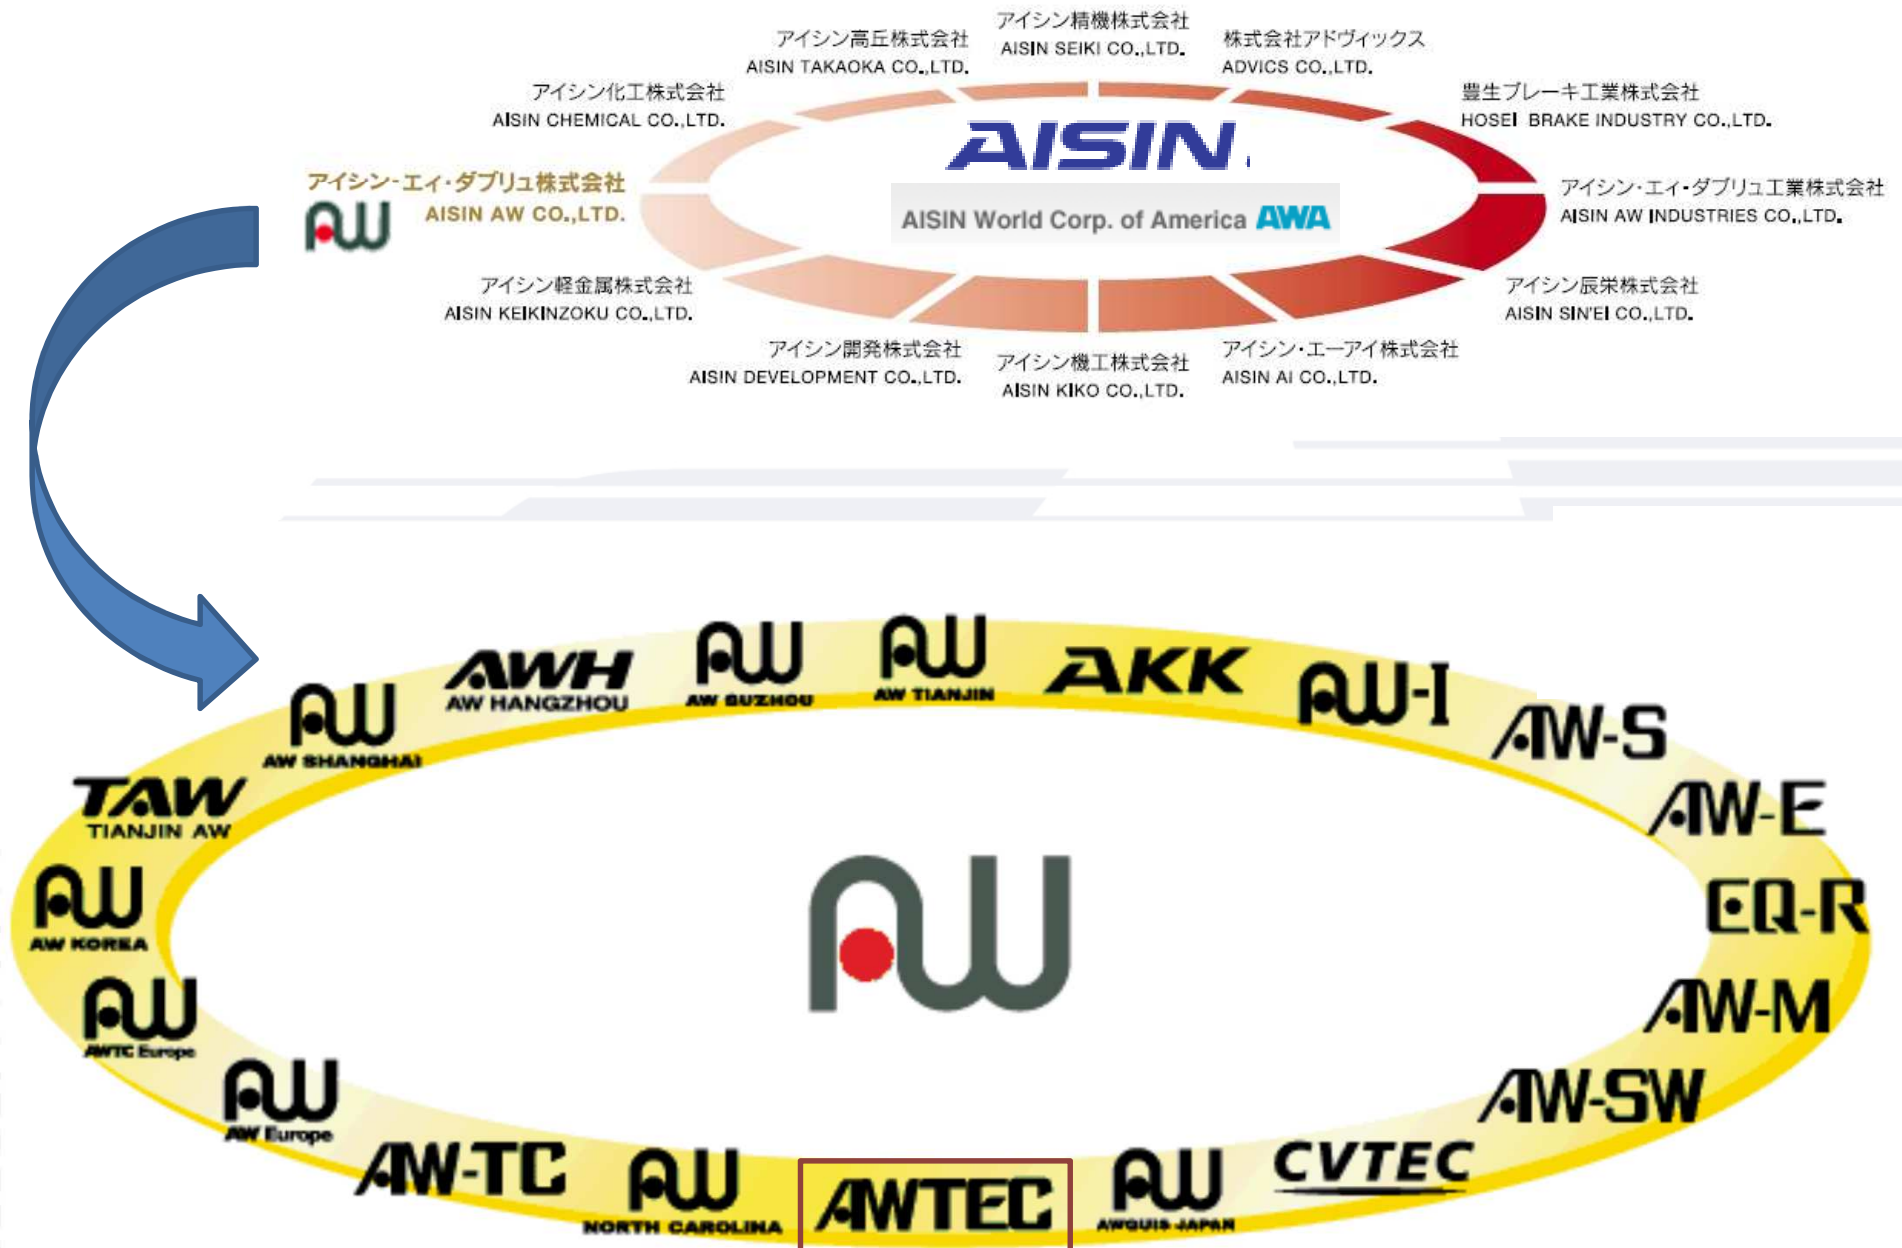 アイシン精機株式会社
AISIN SEIKI CO.,LTD.
アイシン高丘株式会社
AISIN TAKAOKA CO.,LTD.
株式会社アドヴィックス
ADVICS CO.,LTD.
アイシン化工株式会社
AISIN CHEMICAL CO.,LTD.
豊生ブレーキ工業株式会社
HOSEI BRAKE INDUSTRY CO.,LTD.
AISIN
アイシン-エィ・ダブリュ株式会社
AISIN AW CO.,LTD.
AW
AISIN World Corp. of America AWA
アイシン・エィ・ダブリュ工業株式会社
AISIN AW INDUSTRIES CO.,LTD.
アイシン軽金属株式会社
AISIN KEIKINZOKU CO.,LTD.
アイシン辰栄株式会社
AISIN SIN'EI CO.,LTD.
アイシン開発株式会社
AISIN DEVELOPMENT CO.,LTD.
アイシン機工株式会社
AISIN KIKO CO.,LTD.
アイシン・エーアイ株式会社
AISIN AI CO.,LTD.
AW
AW SHANGHAI
AWH
AW HANGZHOU
AW
AW SUZHOU
AW
AW TIANJIN
AKK
AW-I
AW-S
TAW
TIANJIN AW
AW-E
AW
AW KOREA
AW
EQ-R
AW
AWTC Europe
AW-M
AW
AW Europe
AW-SW
AW-TC
AW
NORTH CAROLINA
AWTEC
AW
AWQUIS JAPAN
CVTEC